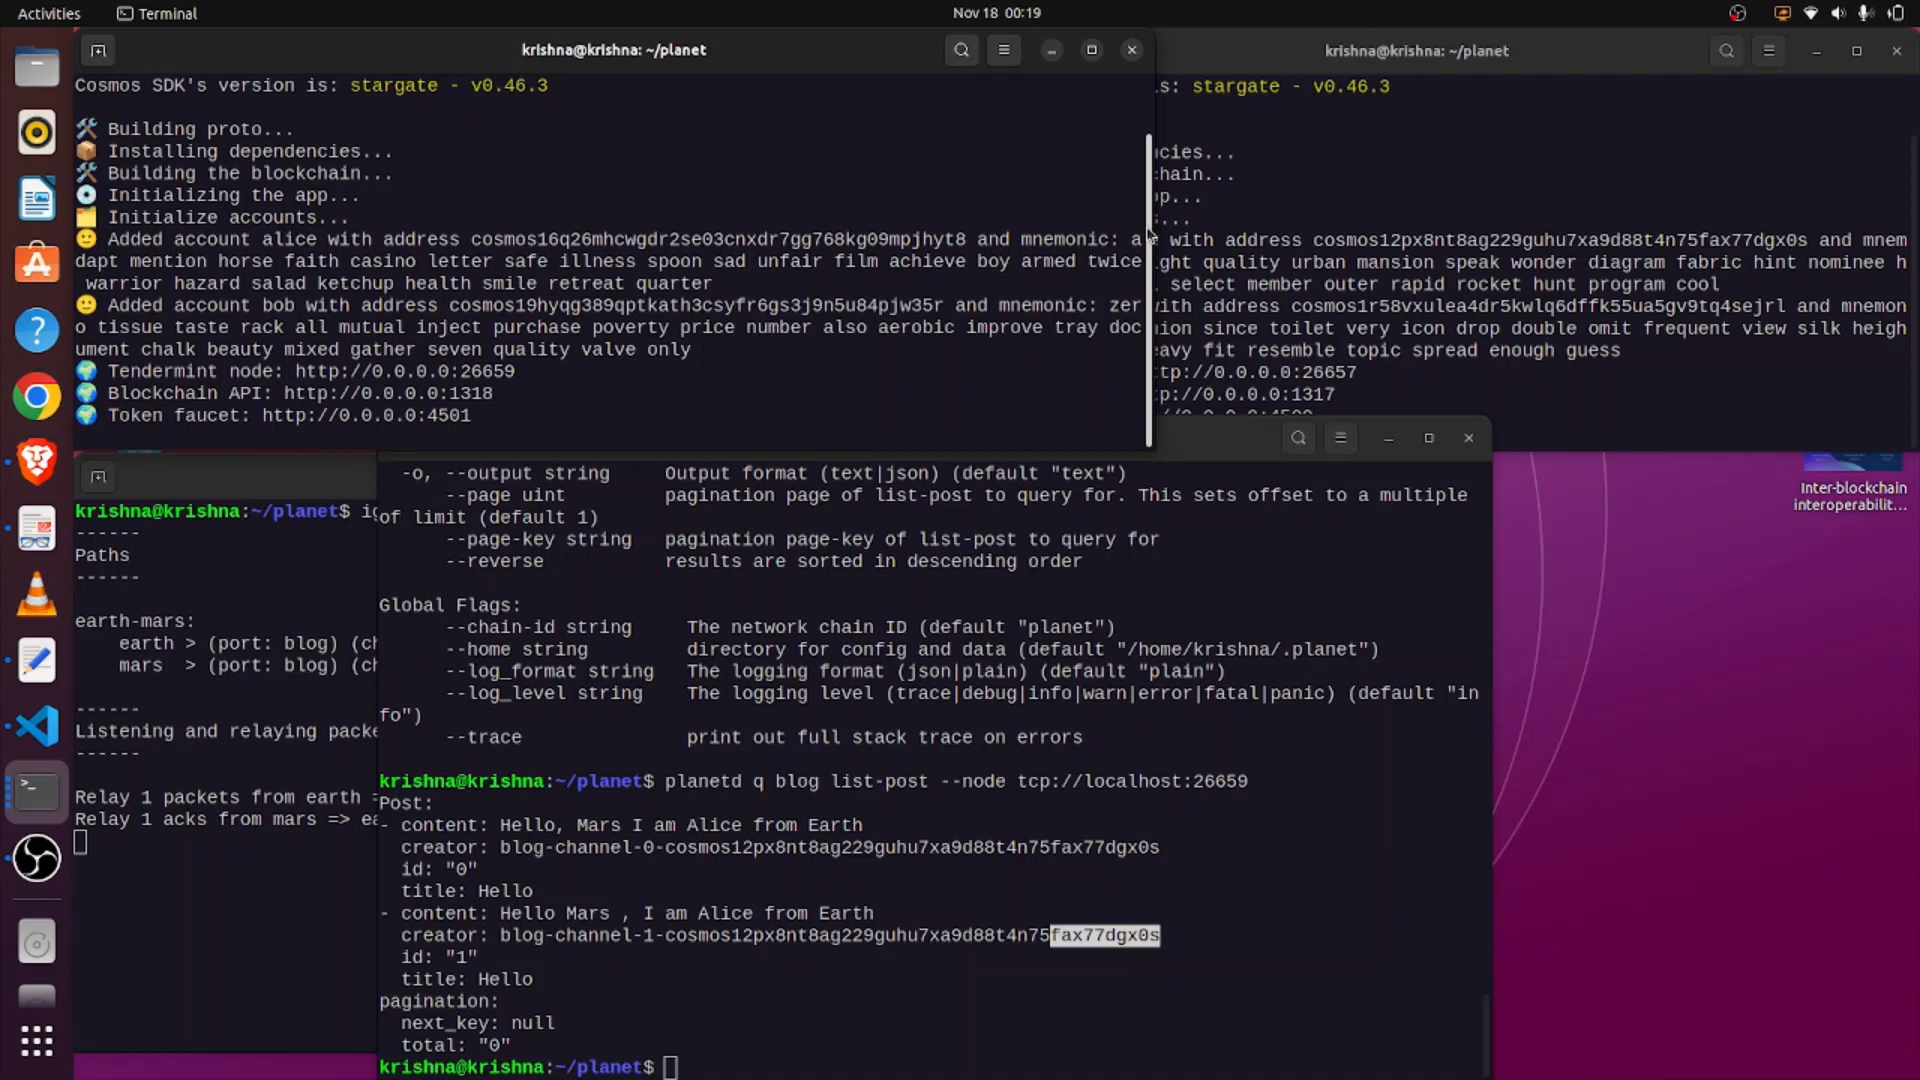 Activities
Terminal
Nov 18 00:19
krishna@krishna: ~/planet
Cosmos SDK's version is: stargate - v0.46.3
Building proto...
Installing dependencies...
Building the blockchain...
Initializing the app...
Initialize accounts...
Added account alice with address cosmos16q26mhcwgdr2se03cnxdr7gg768kg09mpjhyt8 and mnemonic: a
dapt mention horse faith casino letter safe illness spoon sad unfair film achieve boy armed twice
warrior hazard salad ketchup health smile retreat quarter
Added account bob with address cosmos19hyqg389qptkath3csyfr6gs3j9n5u84pjw35r and mnemonic: zer
o tissue taste rack all mutual inject purchase poverty price number also aerobic improve tray doc
ument chalk beauty mixed gather seven quality valve only
Tendermint node: http://0.0.0.0:26659
Blockchain API: http://0.0.0.0:1318
Token faucet: http://0.0.0.0:4501
krishna@krishna: ~/planet
s: stargate - v0.46.3
cies...
chain...
p...
...
with address cosmos12px8nt8ag229guhu7xa9d88t4n75fax77dgx0s and mnem
ght quality urban mansion speak wonder diagram fabric hint nominee h
select member outer rapid rocket hunt program cool
with address cosmos1r58vxulea4dr5kwlq6dffk55ua5gv9tq4sejrl and mnemon
ion since toilet very icon drop double omit frequent view silk heigh
eavy fit resemble topic spread enough guess
tp://0.0.0.0:26657
p://0.0.0.0:1317
krishna@krishna:~/planet$ ig
------
Paths
------
earth-mars:
earth > (port: blog) (ch
mars > (port: blog) (ch
------
Listening and relaying packe
------
Relay 1 packets from earth =
Relay 1 acks from mars => ea
-o, --output string Output format (text|json) (default "text")
--page uint pagination page of list-post to query for. This sets offset to a multiple
of limit (default 1)
--page-key string pagination page-key of list-post to query for
--reverse results are sorted in descending order
Global Flags:
--chain-id string The network chain ID (default "planet")
--home string directory for config and data (default "/home/krishna/.planet")
--log_format string The logging format (json|plain) (default "plain")
--log_level string The logging level (trace|debug|info|warn|error|fatal|panic) (default "in
fo")
--trace print out full stack trace on errors
krishna@krishna:~/planet$ planetd q blog list-post --node tcp://localhost:26659
Post:
- content: Hello, Mars I am Alice from Earth
creator: blog-channel-0-cosmos12px8nt8ag229guhu7xa9d88t4n75fax77dgx0s
id: "0"
title: Hello
- content: Hello Mars , I am Alice from Earth
creator: blog-channel-1-cosmos12px8nt8ag229guhu7xa9d88t4n75fax77dgx0s
id: "1"
title: Hello
pagination:
next_key: null
total: "0"
krishna@krishna:~/planet$
Inter-blockchain
interoperabilit...